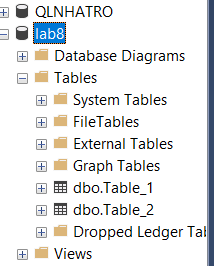 QLNHATRO
lab8
Database Diagrams
Tables
System Tables
FileTables
External Tables
Graph Tables
dbo.Table_1
dbo.Table_2
Dropped Ledger Tal
Views